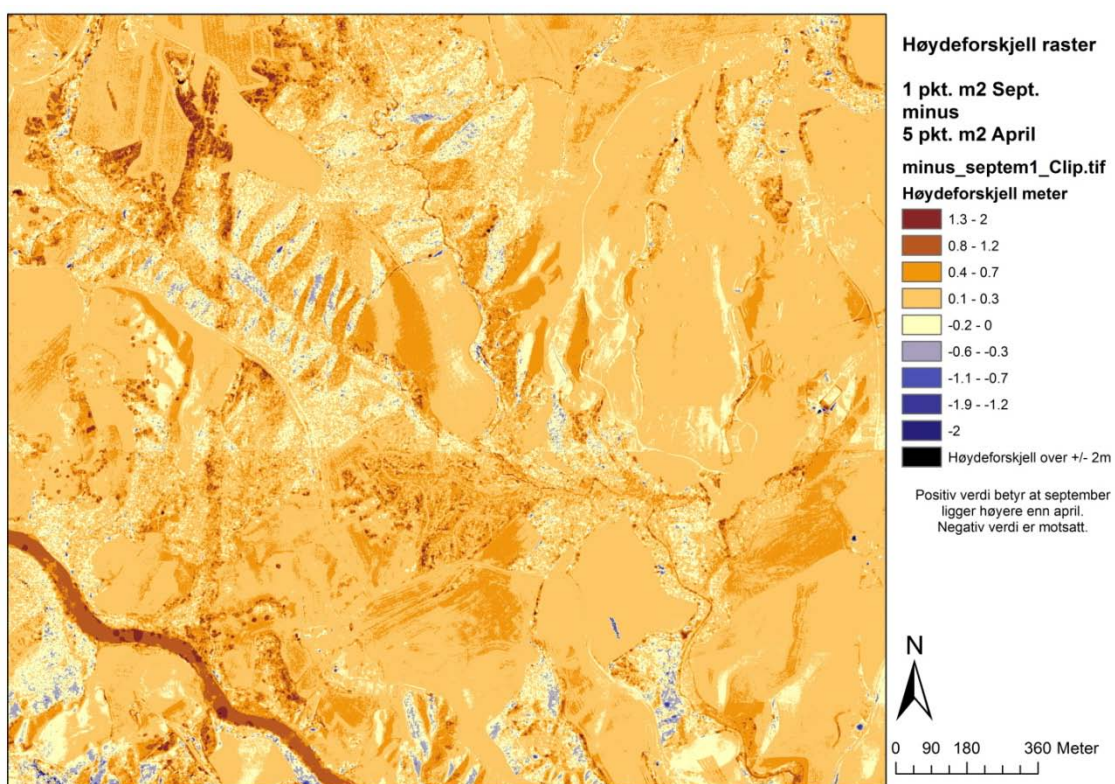 Høydeforskjell raster
1 pkt. m2 Sept.
minus
5 pkt. m2 April
minus_septem1_Clip.tif
Høydeforskjell meter
1.3 - 2
0.8 - 1.2
0.4 - 0.7
0.1 - 0.3
-0.2 - 0
-0.6 - -0.3
-1.1 - -0.7
-1.9 - -1.2
-2
Høydeforskjell over +/- 2m
Positiv verdi betyr at september
ligger høyere enn april.
Negativ verdi er motsatt.
N
0 90 180 360 Meter